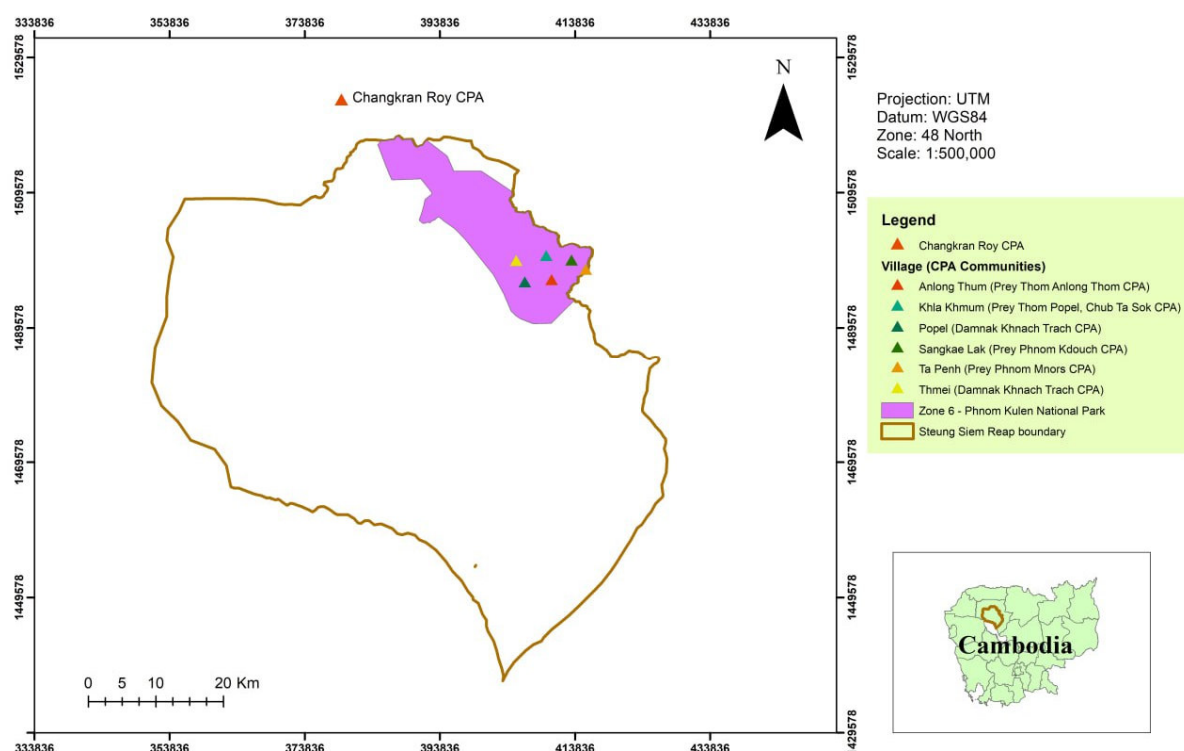 333836 353836 373836 393836 413836 433836
1529578 1529578
Changkran Roy CPA
N
Projection: UTM
Datum: WGS84
Zone: 48 North
Scale: 1:500,000
1509578 1509578
Legend
Changkran Roy CPA
Village (CPA Communities)
Anlong Thum (Prey Thom Anlong Thom CPA)
Khla Khmum (Prey Thom Popel, Chub Ta Sok CPA)
Popel (Damnak Khnach Trach CPA)
Sangkae Lak (Prey Phnom Kdouch CPA)
Ta Penh (Prey Phnom Mnors CPA)
Thmei (Damnak Khnach Trach CPA)
Zone 6 - Phnom Kulen National Park
Steung Siem Reap boundary
1489578 1489578
1469578 1469578
1449578 1449578
Cambodia
0 5 10 20 Km
429578
333836 353836 373836 393836 413836 433836